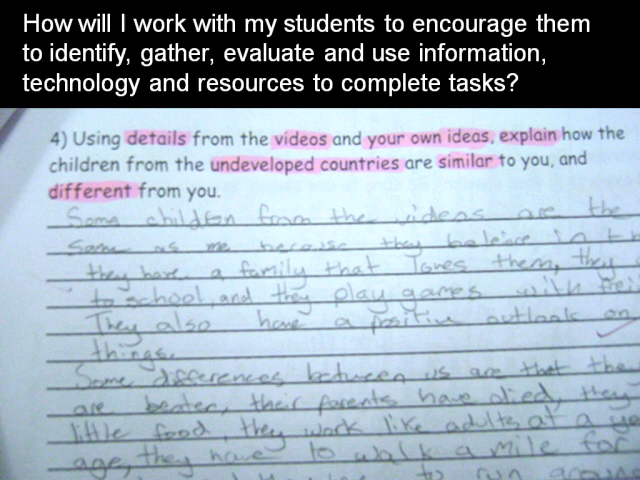 How will I work with my students to encourage them
to identify, gather, evaluate and use information,
technology and resources to complete tasks?
4) Using details from the videos and your own ideas, explain how the
children from the undeveloped countries are similar to you, and
different from you.
Some children from the videos are the
same as me because they beleive in
they have a family that loves them, they
to school, and they play games with
They also have a positive outlook on
things.
Some differences between us are that
are beaten, their parents have died, they
little food, they work like adults at a
age, they have to walk a mile for
to run